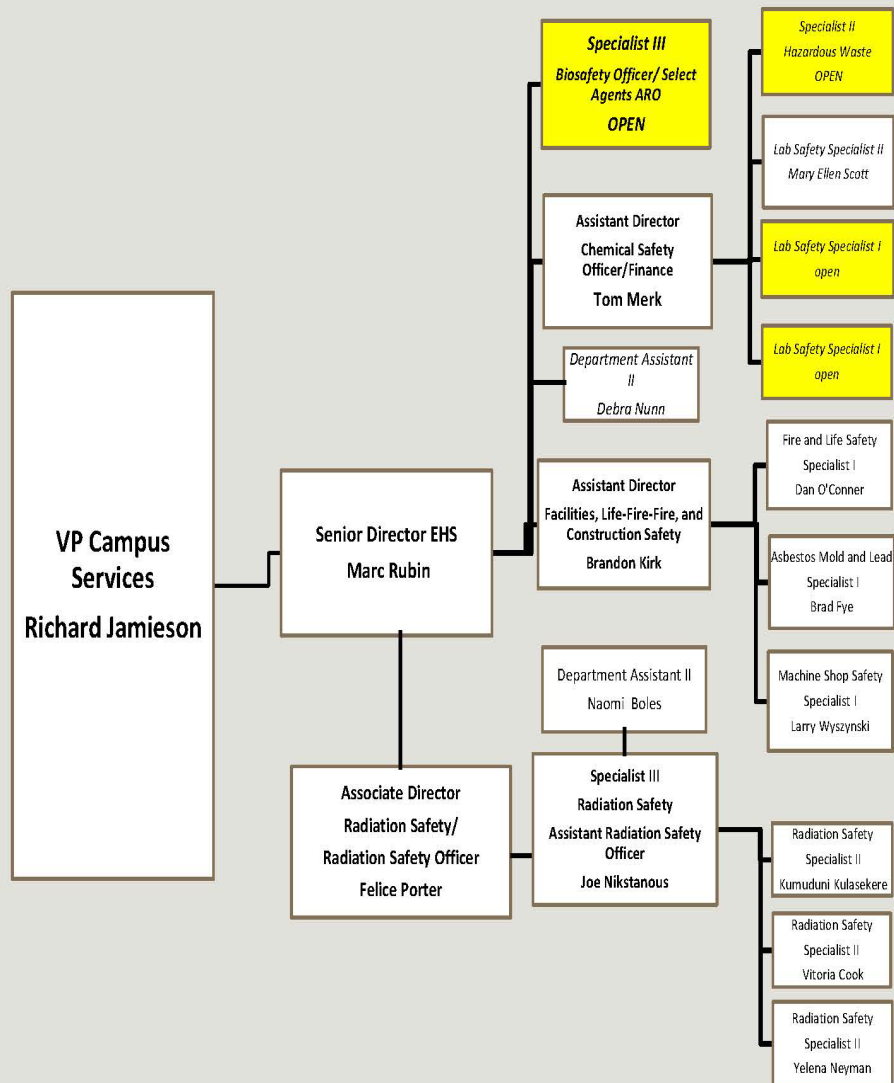 VP Campus
Services
Richard Jamieson
Senior Director EHS
Marc Rubin
Specialist III
Biosafety Officer/ Select
Agents ARO
OPEN
Assistant Director
Chemical Safety
Officer/Finance
Tom Merk
Specialist II
Hazardous Waste
OPEN
Lab Safety Specialist II
Mary Ellen Scott
Lab Safety Specialist I
open
Lab Safety Specialist I
open
Department Assistant
II
Debra Nunn
Assistant Director
Facilities, Life-Fire-Fire, and
Construction Safety
Brandon Kirk
Fire and Life Safety
Specialist I
Dan O'Conner
Asbestos Mold and Lead
Specialist I
Brad Fye
Machine Shop Safety
Specialist I
Larry Wyszynski
Associate Director
Radiation Safety/
Radiation Safety Officer
Felice Porter
Department Assistant II
Naomi Boles
Specialist III
Radiation Safety
Assistant Radiation Safety
Officer
Joe Nikstanous
Radiation Safety
Specialist II
Kumuduni Kulasekere
Radiation Safety
Specialist II
Vitoria Cook
Radiation Safety
Specialist II
Yelena Neyman